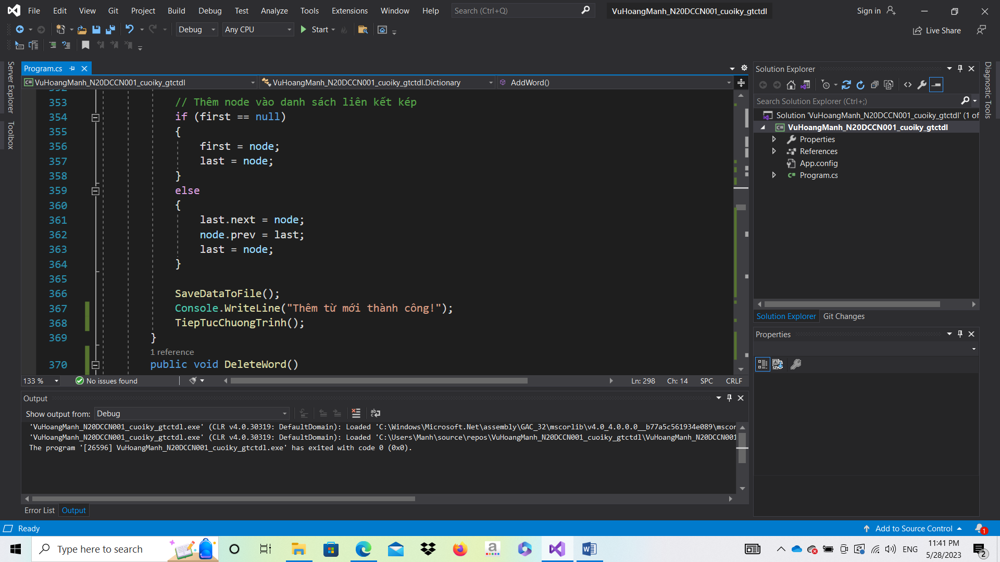 File Edit View Git Project Build Debug Test Analyze Tools Extensions Window Help Search (Ctrl+Q) VuHoangManh_N20DCCN001_cuoiky_gtctdl Sign in
Debug Any CPU Start Live Share
Server Explorer
Toolbox
Program.cs
VuHoangManh_N20DCCN001_cuoiky_gtctdl VuHoangManh_N20DCCN001_cuoiky_gtctdl.Dictionary AddWord()
353 // Thêm node vào danh sách liên kết kép
354 if (first == null)
355 {
356 first = node;
357 last = node;
358 }
359 else
360 {
361 last.next = node;
362 node.prev = last;
363 last = node;
364 }
365
366 SaveDataToFile();
367 Console.WriteLine("Thêm từ mới thành công!");
368 TiepTucChuongTrinh();
369 }
1 reference
370 public void DeleteWord()
133 % No issues found Ln: 298 Ch: 14 SPC CRLF
Output
Show output from: Debug
'VuHoangManh_N20DCCN001_cuoiky_gtctdl.exe' (CLR v4.0.30319: DefaultDomain): Loaded 'C:\Windows\Microsoft.Net\assembly\GAC_32\mscorlib\v4.0_4.0.0.0__b77a5c561934e089\mscor
'VuHoangManh_N20DCCN001_cuoiky_gtctdl.exe' (CLR v4.0.30319: DefaultDomain): Loaded 'C:\Users\Manh\source\repos\VuHoangManh_N20DCCN001_cuoiky_gtctdl\VuHoangManh_N20DCCN001
The program '[26596] VuHoangManh_N20DCCN001_cuoiky_gtctdl.exe' has exited with code 0 (0x0).
Error List Output
Solution Explorer
Search Solution Explorer (Ctrl+;)
Solution 'VuHoangManh_N20DCCN001_cuoiky_gtctdl' (1 of
VuHoangManh_N20DCCN001_cuoiky_gtctdl
Properties
References
App.config
Program.cs
Solution Explorer Git Changes
Properties
Diagnostic Tools
Ready Add to Source Control 1
Type here to search ENG 11:41 PM
5/28/2023 2